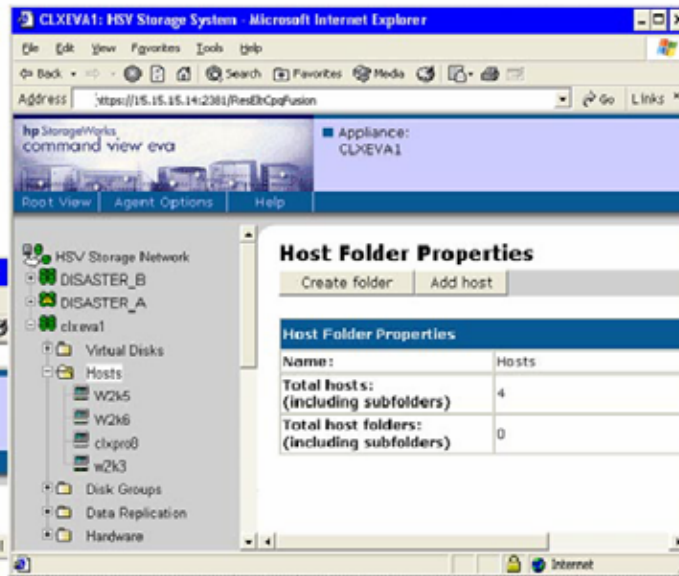 CLXEVA1: HSV Storage System - Microsoft Internet Explorer
File Edit View Favorites Tools Help
Back Search Favorites Media
Address https://15.15.15.14:2381/ResEltCpqFusion Go Links
hp StorageWorks
command view eva
Appliance:
CLXEVA1
Root View Agent Options Help
HSV Storage Network
DISASTER_B
DISASTER_A
clxeva1
Virtual Disks
Hosts
W2k5
W2k6
clxpro8
w2k3
Disk Groups
Data Replication
Hardware
Host Folder Properties
Create folder Add host
Host Folder Properties
Name: Hosts
Total hosts:
(including subfolders) 4
Total host folders:
(including subfolders) 0
Internet